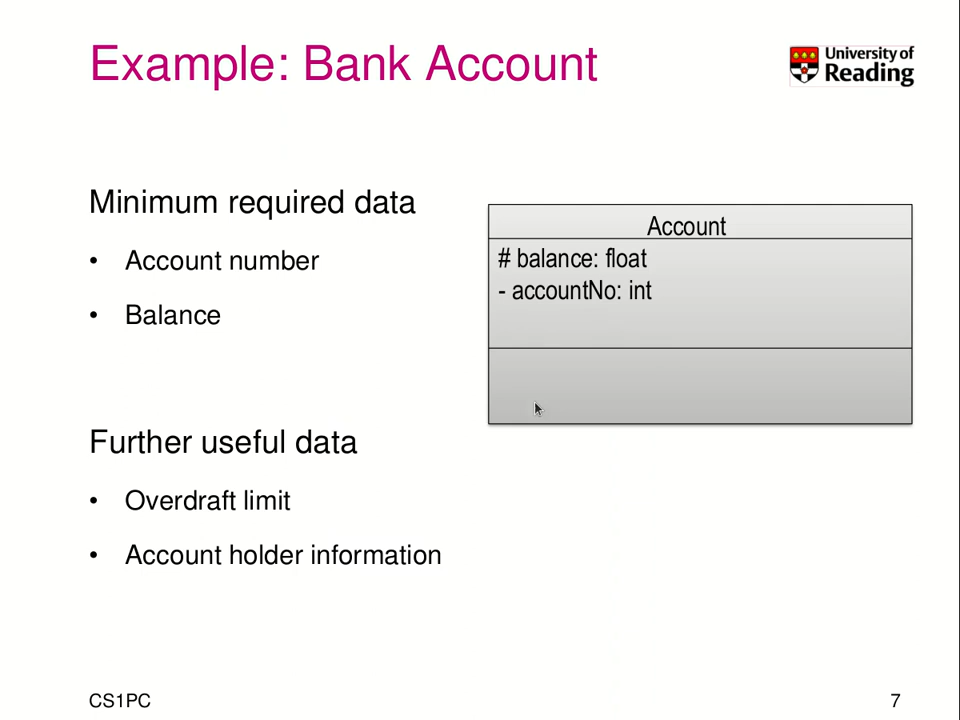 Example: Bank Account
University of
Reading
Minimum required data
• Account number
• Balance
Account
# balance: float
- accountNo: int
Further useful data
• Overdraft limit
• Account holder information
CS1PC
7